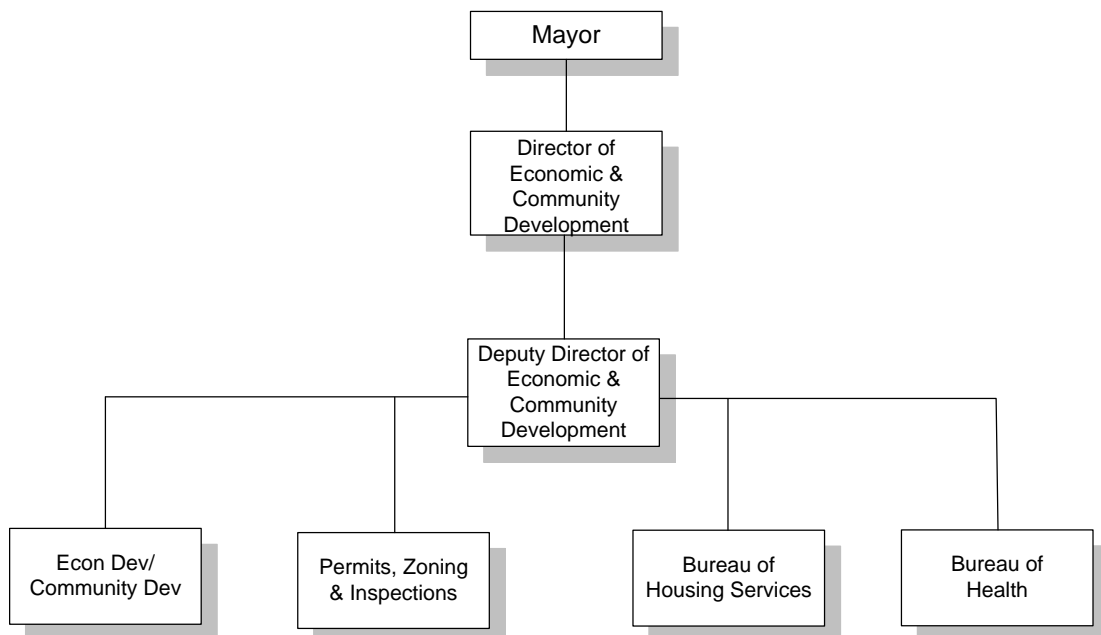 Mayor
Director of
Economic &
Community
Development
Deputy Director of
Economic &
Community
Development
Econ Dev/
Community Dev
Permits, Zoning
& Inspections
Bureau of
Housing Services
Bureau of
Health